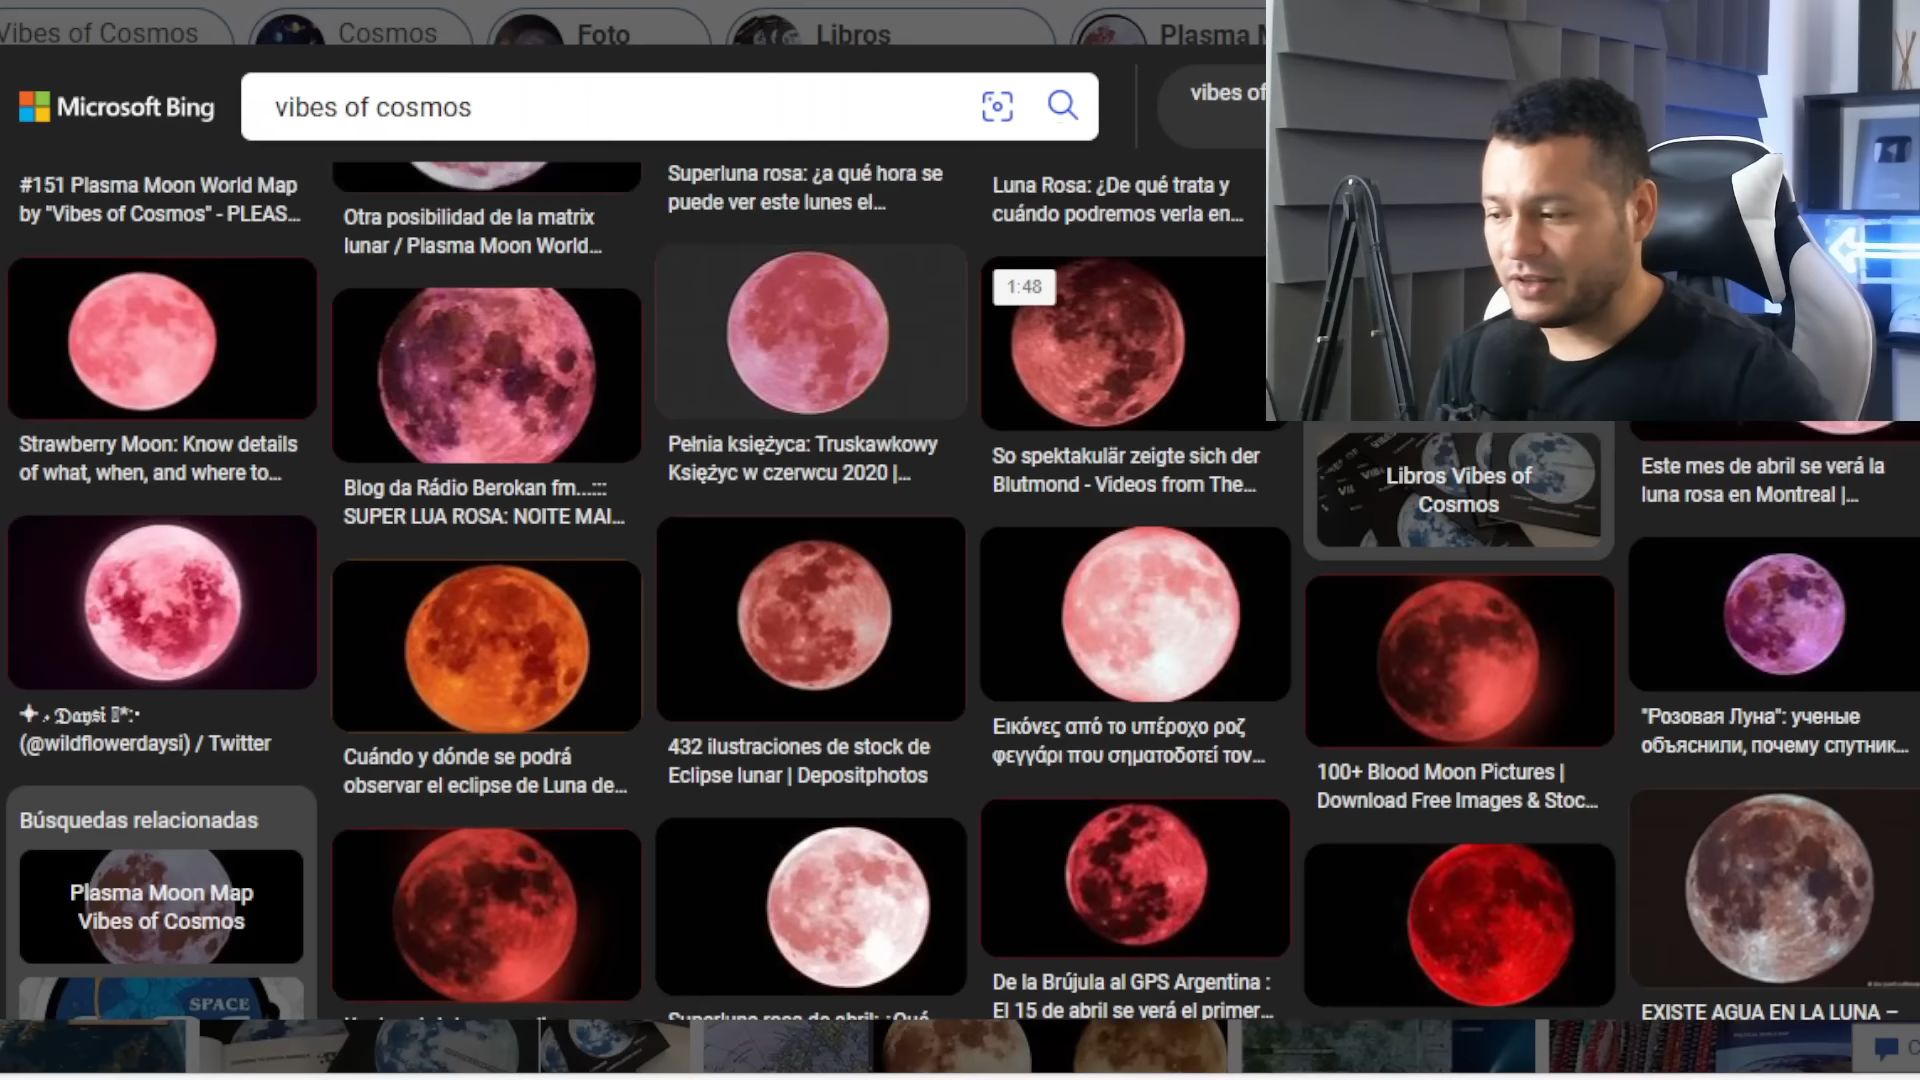 Vibes of Cosmos
Cosmos
Foto
Libros
Plasma
Microsoft Bing
vibes of cosmos
vibes of
#151 Plasma Moon World Map
by "Vibes of Cosmos" - PLEAS...
Strawberry Moon: Know details
of what, when, and where to...
(@wildflowerdaysi) / Twitter
Búsquedas relacionadas
Plasma Moon Map
Vibes of Cosmos
SPACE
Otra posibilidad de la matrix
lunar / Plasma Moon World...
Blog da Rádio Berokan fm...:::
SUPER LUA ROSA: NOITE MAI...
Cuándo y dónde se podrá
observar el eclipse de Luna de...
Superluna rosa: ¿a qué hora se
puede ver este lunes el...
Pełnia księżyca: Truskawkowy
Księżyc w czerwcu 2020 |...
432 ilustraciones de stock de
Eclipse lunar | Depositphotos
Superluna rosa de abril: ¿Qué
Luna Rosa: ¿De qué trata y
cuándo podremos verla en...
1:48
So spektakulär zeigte sich der
Blutmond - Videos from The...
Εικόνες από το υπέροχο ροζ
φεγγάρι που σηματοδοτεί τον...
De la Brújula al GPS Argentina :
El 15 de abril se verá el primer...
Libros Vibes of
Cosmos
100+ Blood Moon Pictures |
Download Free Images & Stoc...
Este mes de abril se verá la
luna rosa en Montreal |...
"Розовая Луна": ученые
объяснили, почему спутник...
EXISTE AGUA EN LA LUNA –